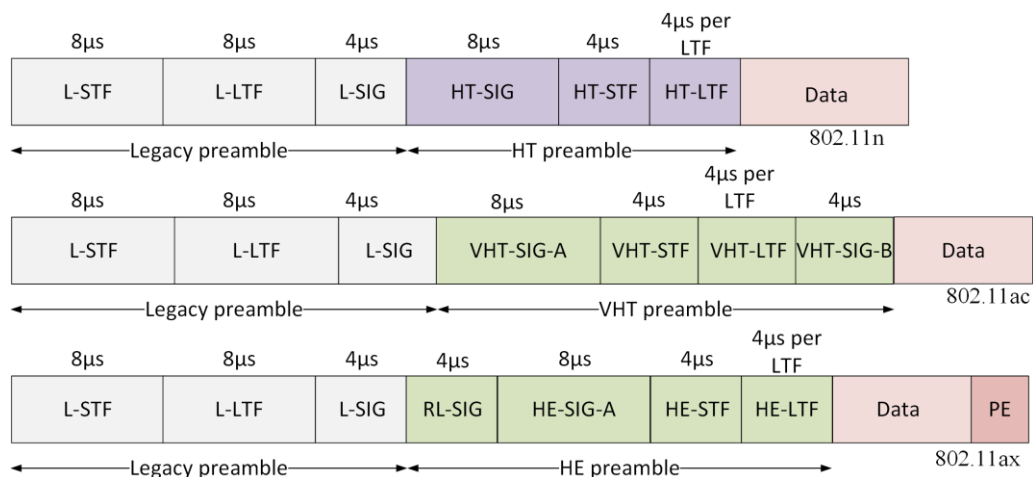 4μs per
8μs 8μs 4μs 8μs 4μs LTF
L-STF L-LTF L-SIG HT-SIG HT-STF HT-LTF Data
802.11n
Legacy preamble HT preamble
4μs per
8μs 8μs 4μs 8μs 4μs LTF 4μs
L-STF L-LTF L-SIG VHT-SIG-A VHT-STF VHT-LTF VHT-SIG-B Data
802.11ac
Legacy preamble VHT preamble
4μs per
8μs 8μs 4μs 4μs 8μs 4μs LTF
L-STF L-LTF L-SIG RL-SIG HE-SIG-A HE-STF HE-LTF Data PE
802.11ax
Legacy preamble HE preamble